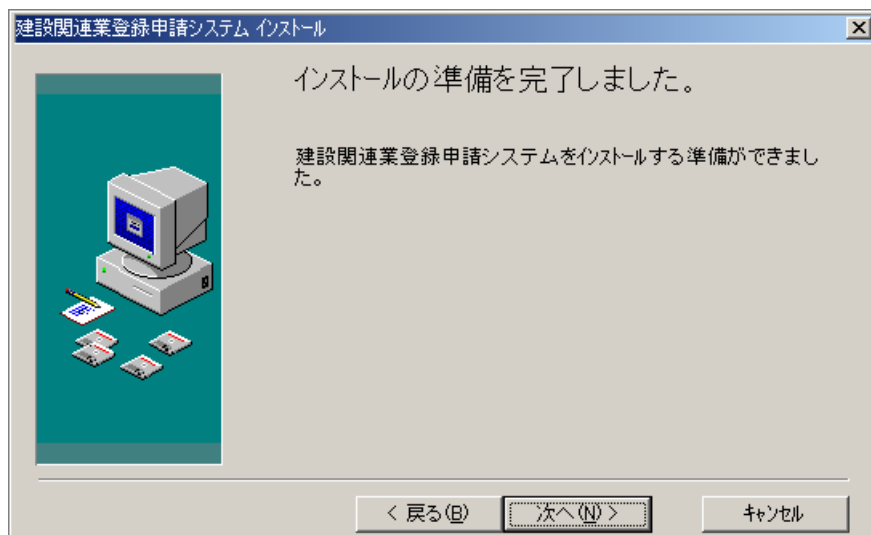 建設関連業登録申請システム インストール
インストールの準備を完了しました。
建設関連業登録申請システムをインストールする準備ができまし
た。
< 戻る(B)
次へ(N) >
キャンセル